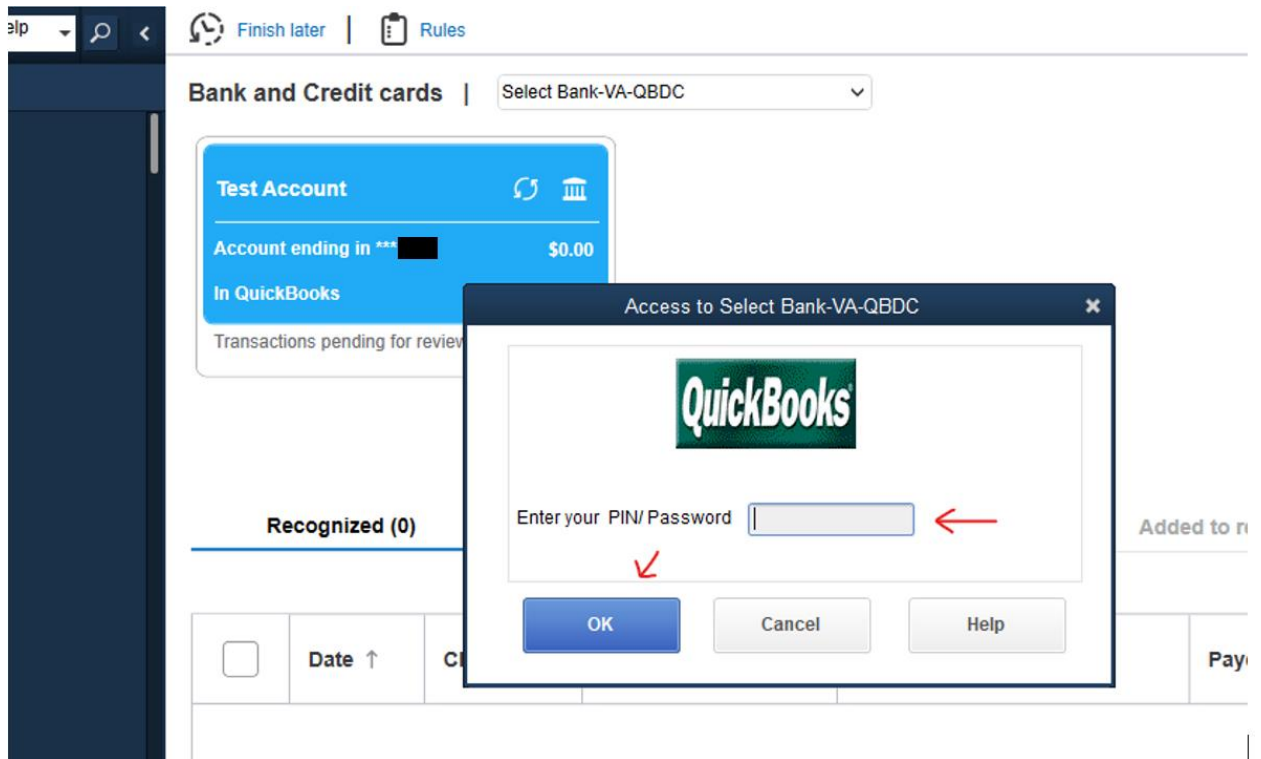 elp
Finish later | Rules
Bank and Credit cards | Select Bank-VA-QBDC
Test Account
Account ending in *** $0.00
In QuickBooks
Transactions pending for review
Access to Select Bank-VA-QBDC
QuickBooks
Enter your PIN/ Password
OK Cancel Help
Recognized (0) Added to r
Date ↑ Cl Pay